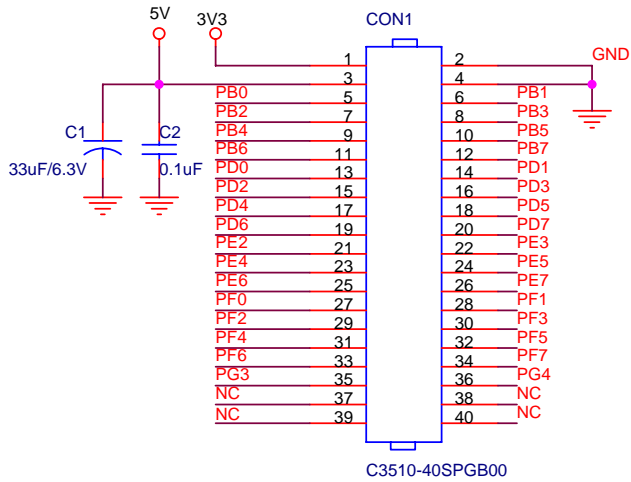 5V 3V3 CON1
1 2 GND
3 4
PB0 5 6 PB1
PB2 7 8 PB3
C1 C2 PB4 9 10 PB5
33uF/6.3V 0.1uF PB6 11 12 PB7
PD0 13 14 PD1
PD2 15 16 PD3
PD4 17 18 PD5
PD6 19 20 PD7
PE2 21 22 PE3
PE4 23 24 PE5
PE6 25 26 PE7
PF0 27 28 PF1
PF2 29 30 PF3
PF4 31 32 PF5
PF6 33 34 PF7
PG3 35 36 PG4
NC 37 38 NC
NC 39 40 NC
C3510-40SPGB00